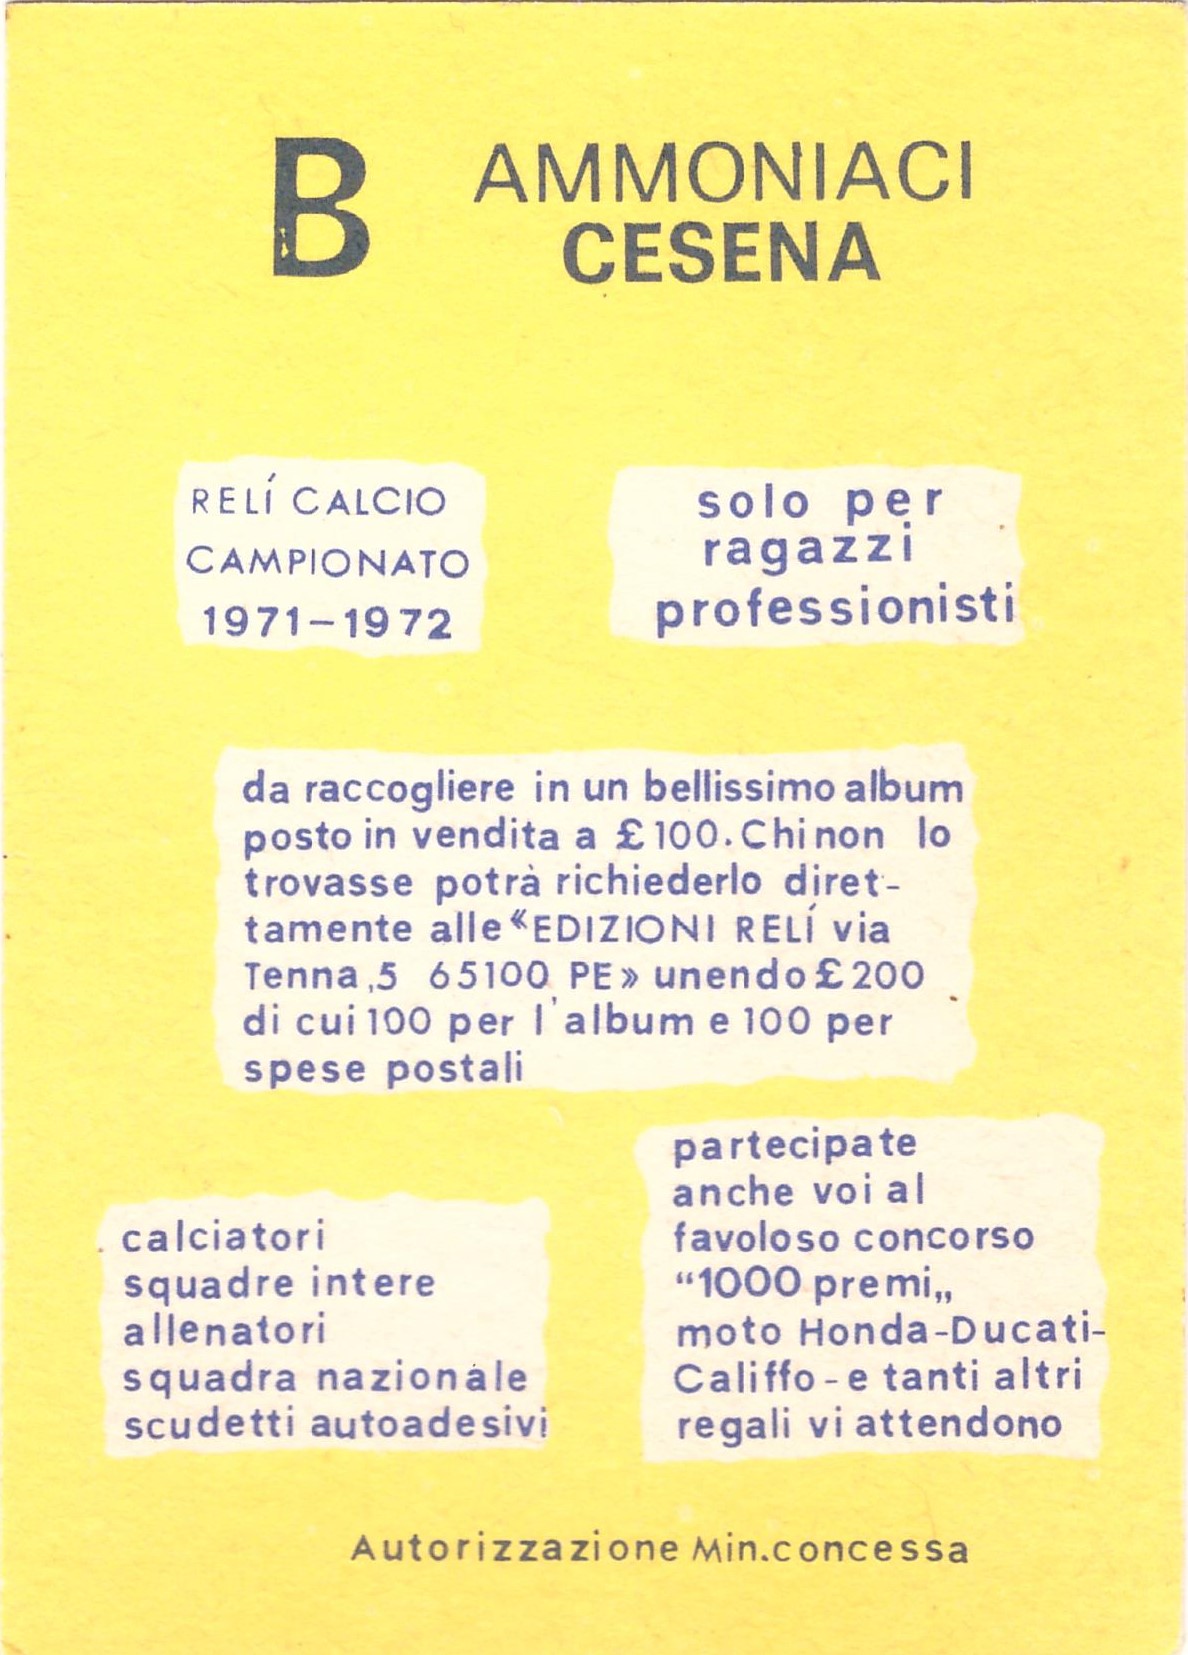 B AMMONIACI
CESENA
RELÍ CALCIO
CAMPIONATO
1971-1972
solo per
ragazzi
professionisti
da raccogliere in un bellissimo album
posto in vendita a £100. Chi non lo
trovasse potrà richiederlo diret-
tamente alle «EDIZIONI RELÍ via
Tenna,5 65100 PE» unendo £200
di cui 100 per l'album e 100 per
spese postali
calciatori
squadre intere
allenatori
squadra nazionale
scudetti autoadesivi
partecipate
anche voi al
favoloso concorso
“1000 premi„
moto Honda-Ducati-
Califfo-e tanti altri
regali vi attendono
Autorizzazione Min.concessa